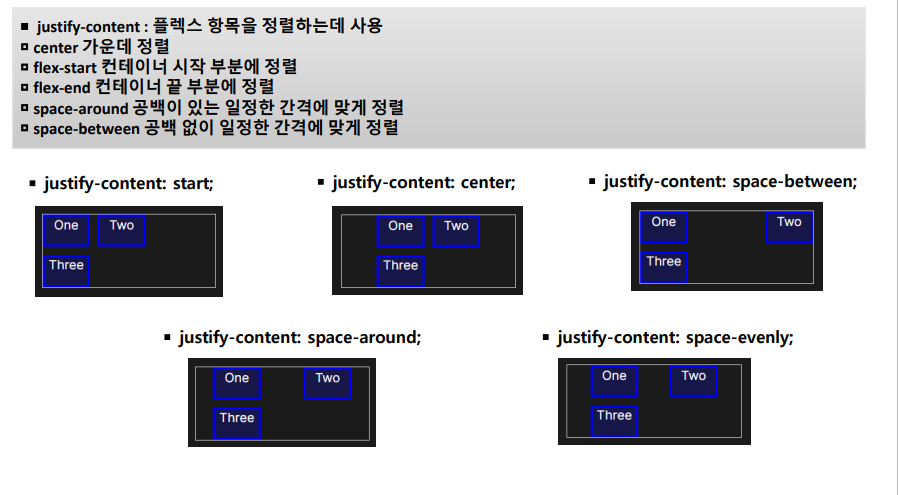 ▪ justify-content : 플렉스 항목을 정렬하는데 사용
center 가운데 정렬
flex-start 컨테이너 시작 부분에 정렬
flex-end 컨테이너 끝 부분에 정렬
space-around 공백이 있는 일정한 간격에 맞게 정렬
space-between 공백 없이 일정한 간격에 맞게 정렬
▪ justify-content: start;
One Two
Three
▪ justify-content: center;
One Two
Three
▪ justify-content: space-between;
One Two
Three
▪ justify-content: space-around;
One Two
Three
▪ justify-content: space-evenly;
One Two
Three